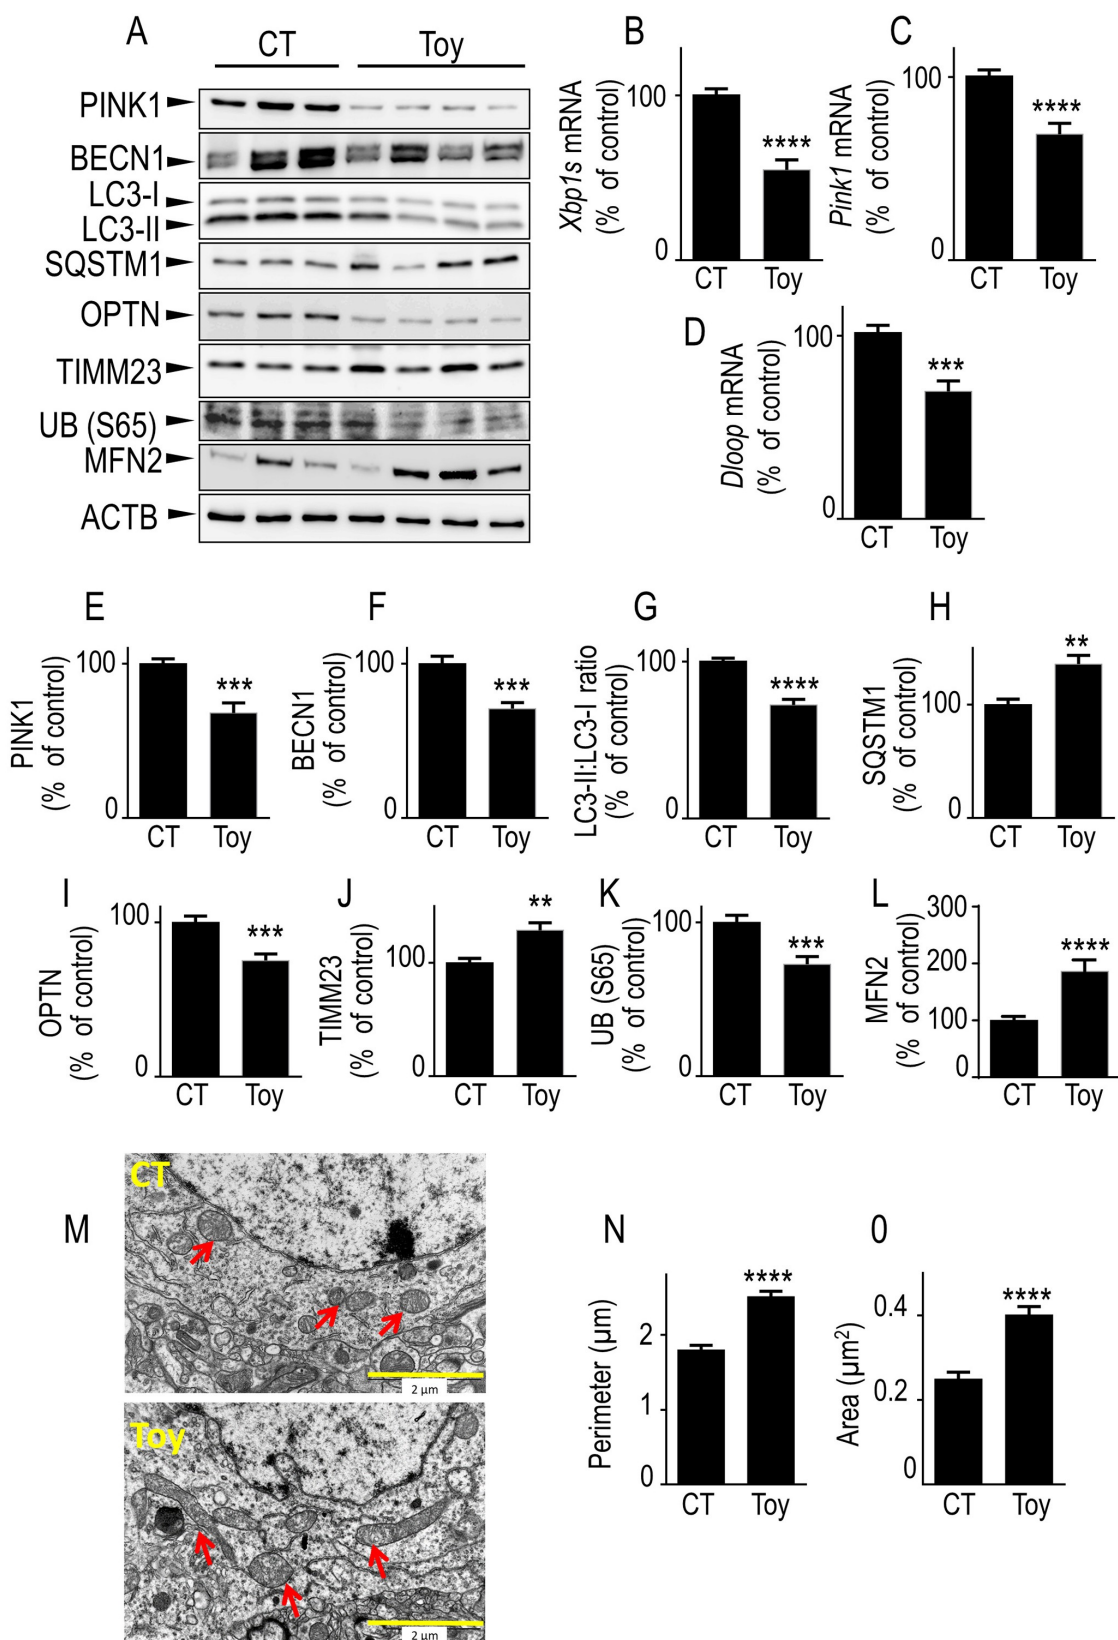 A
CT
Toy
PINK1
BECN1
LC3-I
LC3-II
SQSTM1
OPTN
TIMM23
UB (S65)
MFN2
ACTB
B
Xbp1s mRNA
(% of control)
100
0
****
CT
Toy
C
Pink1 mRNA
(% of control)
100
0
****
CT
Toy
D
Dloop mRNA
(% of control)
100
0
***
CT
Toy
E
PINK1
(% of control)
100
0
***
CT
Toy
F
BECN1
(% of control)
100
0
***
CT
Toy
G
LC3-II:LC3-I ratio
(% of control)
100
0
****
CT
Toy
H
SQSTM1
(% of control)
100
0
**
CT
Toy
I
OPTN
(% of control)
100
0
***
CT
Toy
J
TIMM23
(% of control)
100
0
**
CT
Toy
K
UB (S65)
(% of control)
100
0
***
CT
Toy
L
MFN2
(% of control)
300
200
100
0
****
CT
Toy
M
CT
2 µm
Toy
2 µm
N
Perimeter (µm)
2
1
0
****
CT
Toy
O
Area (µm²)
0.4
0.2
0
****
CT
Toy